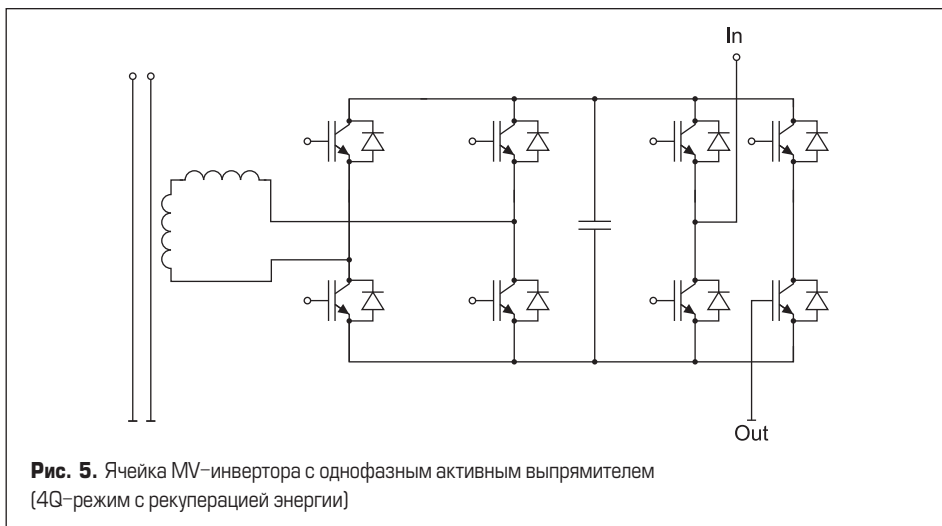 In
Out
Рис. 5. Ячейка MV–инвертора с однофазным активным выпрямителем
(4Q–режим с рекуперацией энергии)